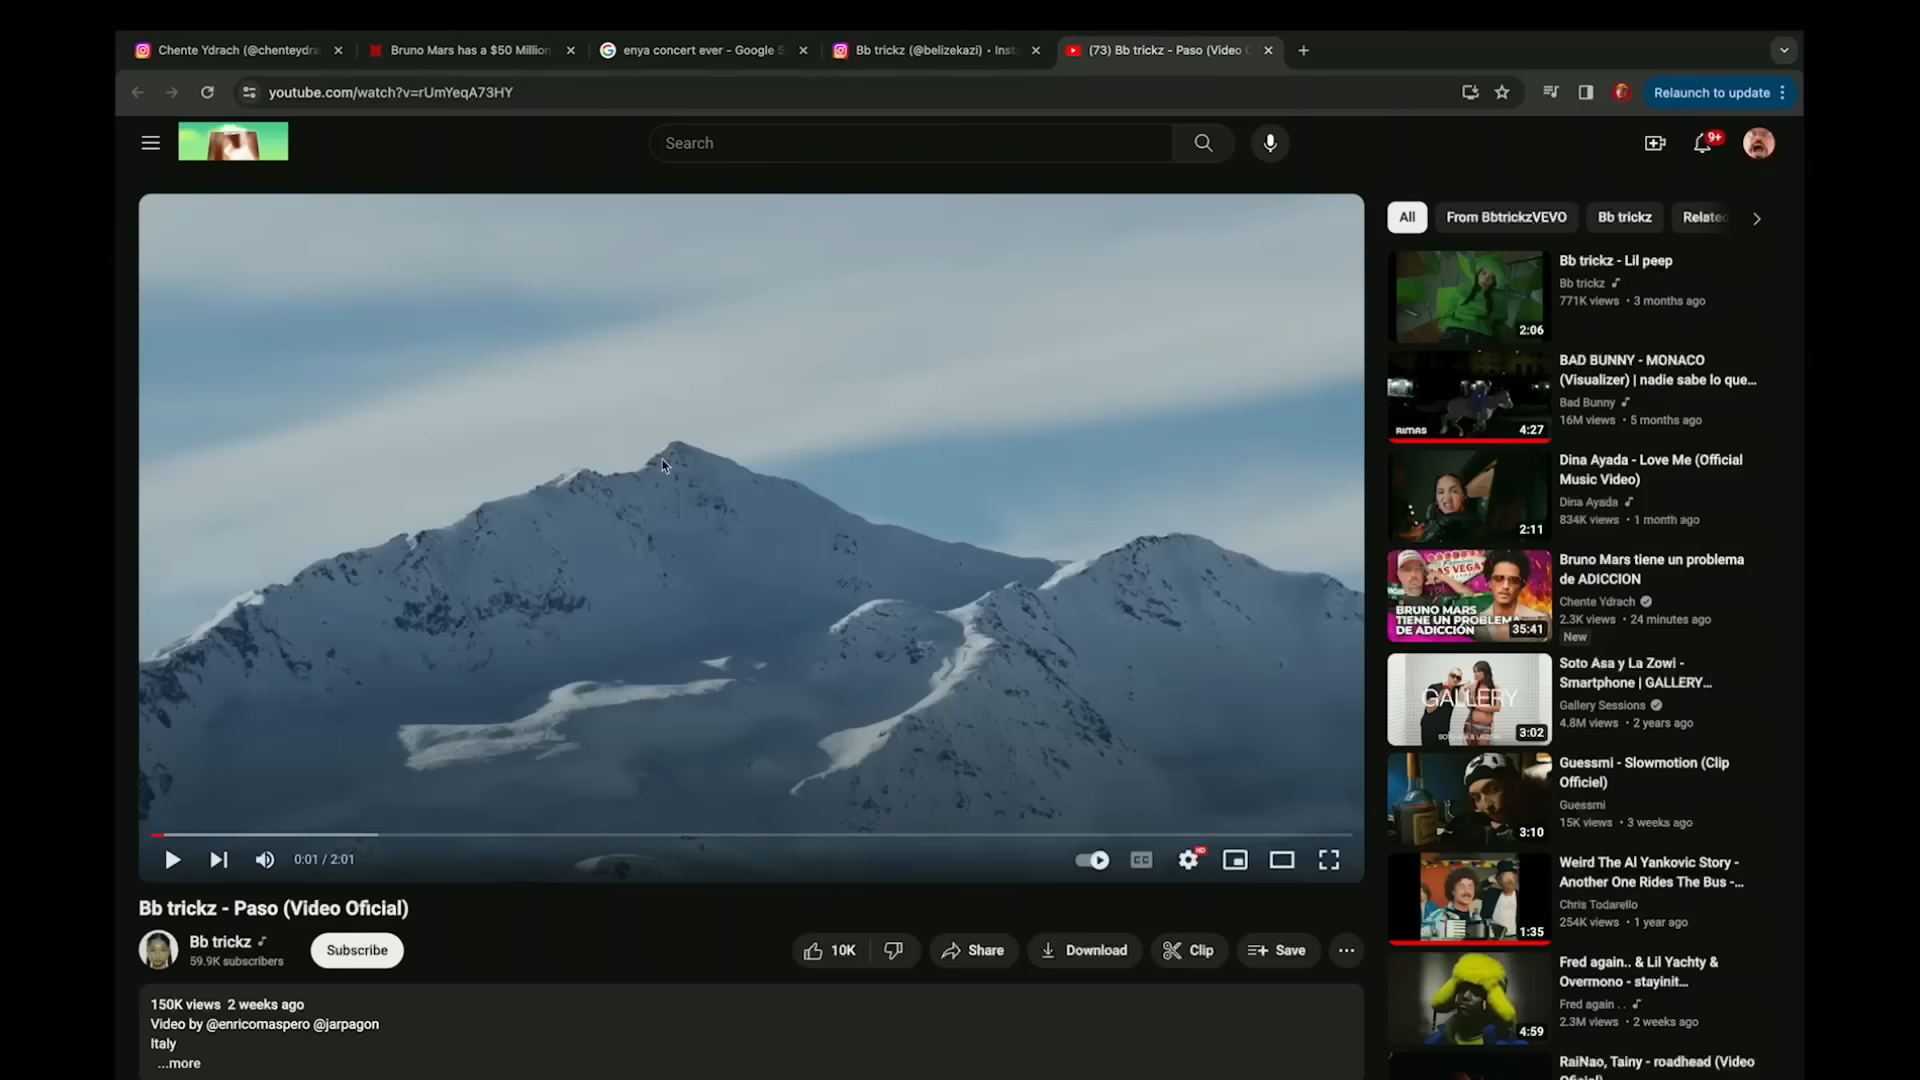 Chente Ydrach (@chenteydra
Bruno Mars has a $50 Million
enya concert ever - Google S
Bb trickz (@belizekazi) • Inst
(73) Bb trickz - Paso (Video O
youtube.com/watch?v=rUmYeqA73HY
Relaunch to update
Search
9+
All
From BbtrickzVEVO
Bb trickz
Related
Bb trickz - Lil peep
Bb trickz
771K views • 3 months ago
2:06
BAD BUNNY - MONACO
(Visualizer) | nadie sabe lo que...
Bad Bunny
16M views • 5 months ago
RIMAS
4:27
Dina Ayada - Love Me (Official
Music Video)
Dina Ayada
834K views • 1 month ago
2:11
Bruno Mars tiene un problema
de ADICCION
Chente Ydrach
2.3K views • 24 minutes ago
New
LAS VEGAS
BRUNO MARS
TIENE UN PROBLEMA
DE ADICCIÓN
35:41
Soto Asa y La Zowi -
Smartphone | GALLERY...
Gallery Sessions
4.8M views • 2 years ago
GALLERY
3:02
Guessmi - Slowmotion (Clip
Officiel)
Guessmi
15K views • 3 weeks ago
3:10
Weird The Al Yankovic Story -
Another One Rides The Bus -...
Chris Todarello
254K views • 1 year ago
1:35
Fred again.. & Lil Yachty &
Overmono - stayinit...
Fred again . .
2.3M views • 2 weeks ago
4:59
RaiNao, Tainy - roadhead (Video
Oficial)
0:01 / 2:01
CC
HD
Bb trickz - Paso (Video Oficial)
Bb trickz
59.9K subscribers
Subscribe
10K
Share
Download
Clip
Save
150K views 2 weeks ago
Video by @enricomaspero @jarpagon
Italy
...more